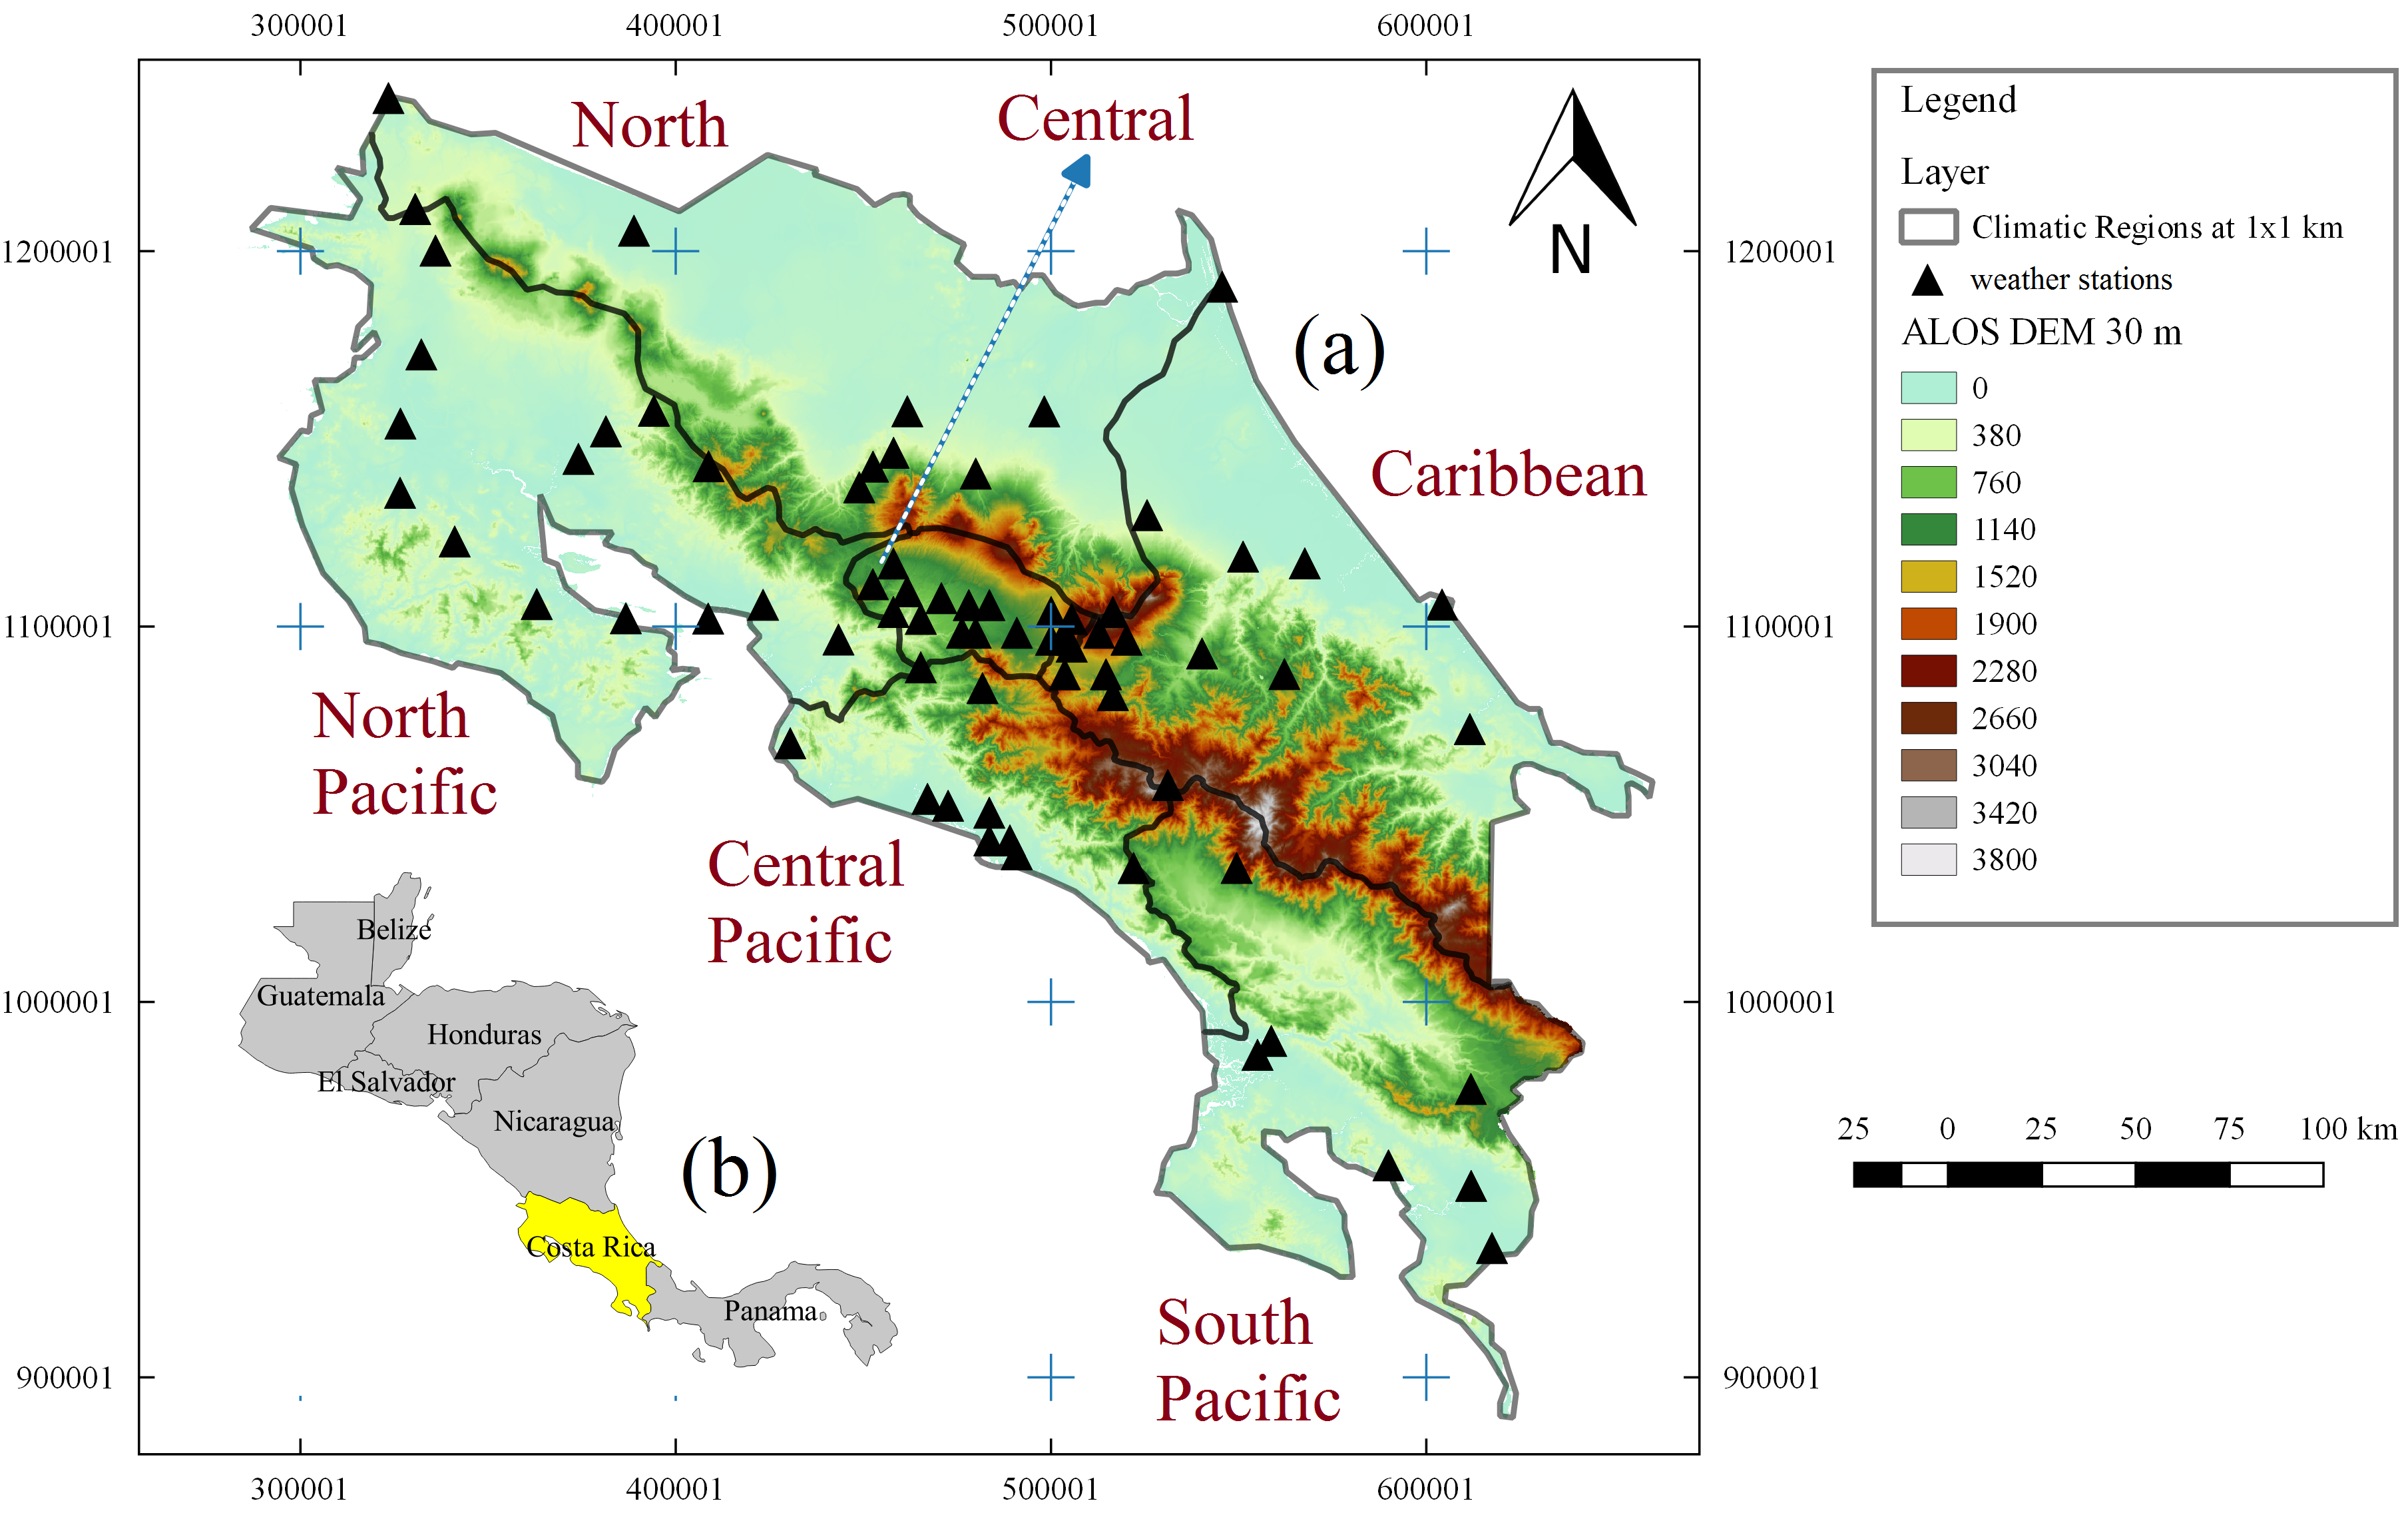 300001 400001 500001 600001
North
Central
1200001
1200001
(a)
Caribbean
N
1100001
1100001
North
Pacific
Central
Pacific
1000001
1000001
South
Pacific
900001
900001
300001 400001 500001 600001
Belize
Guatemala
Honduras
El Salvador
Nicaragua
(b)
Costa Rica
Panama
Legend
Layer
Climatic Regions at 1x1 km
weather stations
ALOS DEM 30 m
0
380
760
1140
1520
1900
2280
2660
3040
3420
3800
25 0 25 50 75 100 km